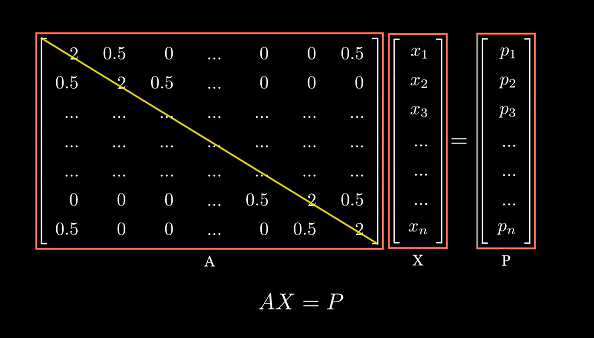 2 0.5 0 ... 0 0 0.5 x₁ p₁
0.5 2 0.5 ... 0 0 0 x₂ p₂
... ... ... ... ... ... ... x₃ p₃
... ... ... ... ... ... ... ... = ...
... ... ... ... ... ... ... ... ...
0 0 0 ... 0.5 2 0.5 ... ...
0.5 0 0 ... 0 0.5 2 xₙ pₙ
A X P
AX = P